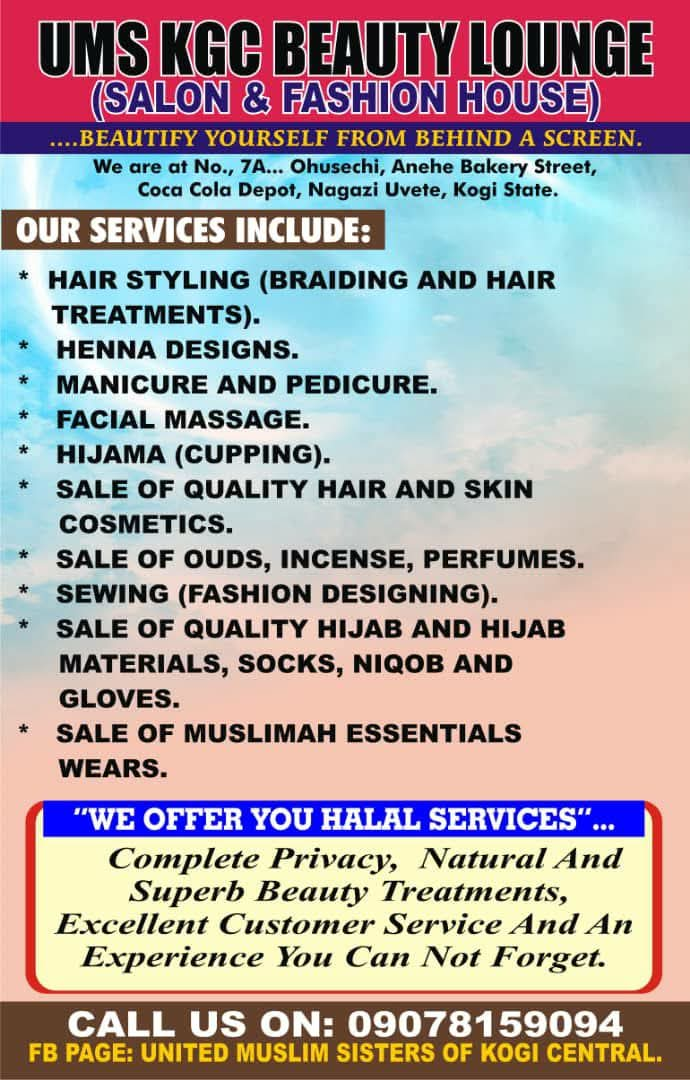 UMS KGC BEAUTY LOUNGE
(SALON & FASHION HOUSE)
....BEAUTIFY YOURSELF FROM BEHIND A SCREEN.
We are at No., 7A... Ohusechi, Anehe Bakery Street,
Coca Cola Depot, Nagazi Uvete, Kogi State.
OUR SERVICES INCLUDE:
* HAIR STYLING (BRAIDING AND HAIR
TREATMENTS).
* HENNA DESIGNS.
* MANICURE AND PEDICURE.
* FACIAL MASSAGE.
* HIJAMA (CUPPING).
* SALE OF QUALITY HAIR AND SKIN
COSMETICS.
* SALE OF OUDS, INCENSE, PERFUMES.
* SEWING (FASHION DESIGNING).
* SALE OF QUALITY HIJAB AND HIJAB
MATERIALS, SOCKS, NIQOB AND
GLOVES.
* SALE OF MUSLIMAH ESSENTIALS
WEARS.
"WE OFFER YOU HALAL SERVICES"...
Complete Privacy, Natural And
Superb Beauty Treatments,
Excellent Customer Service And An
Experience You Can Not Forget.
CALL US ON: 09078159094
FB PAGE: UNITED MUSLIM SISTERS OF KOGI CENTRAL.